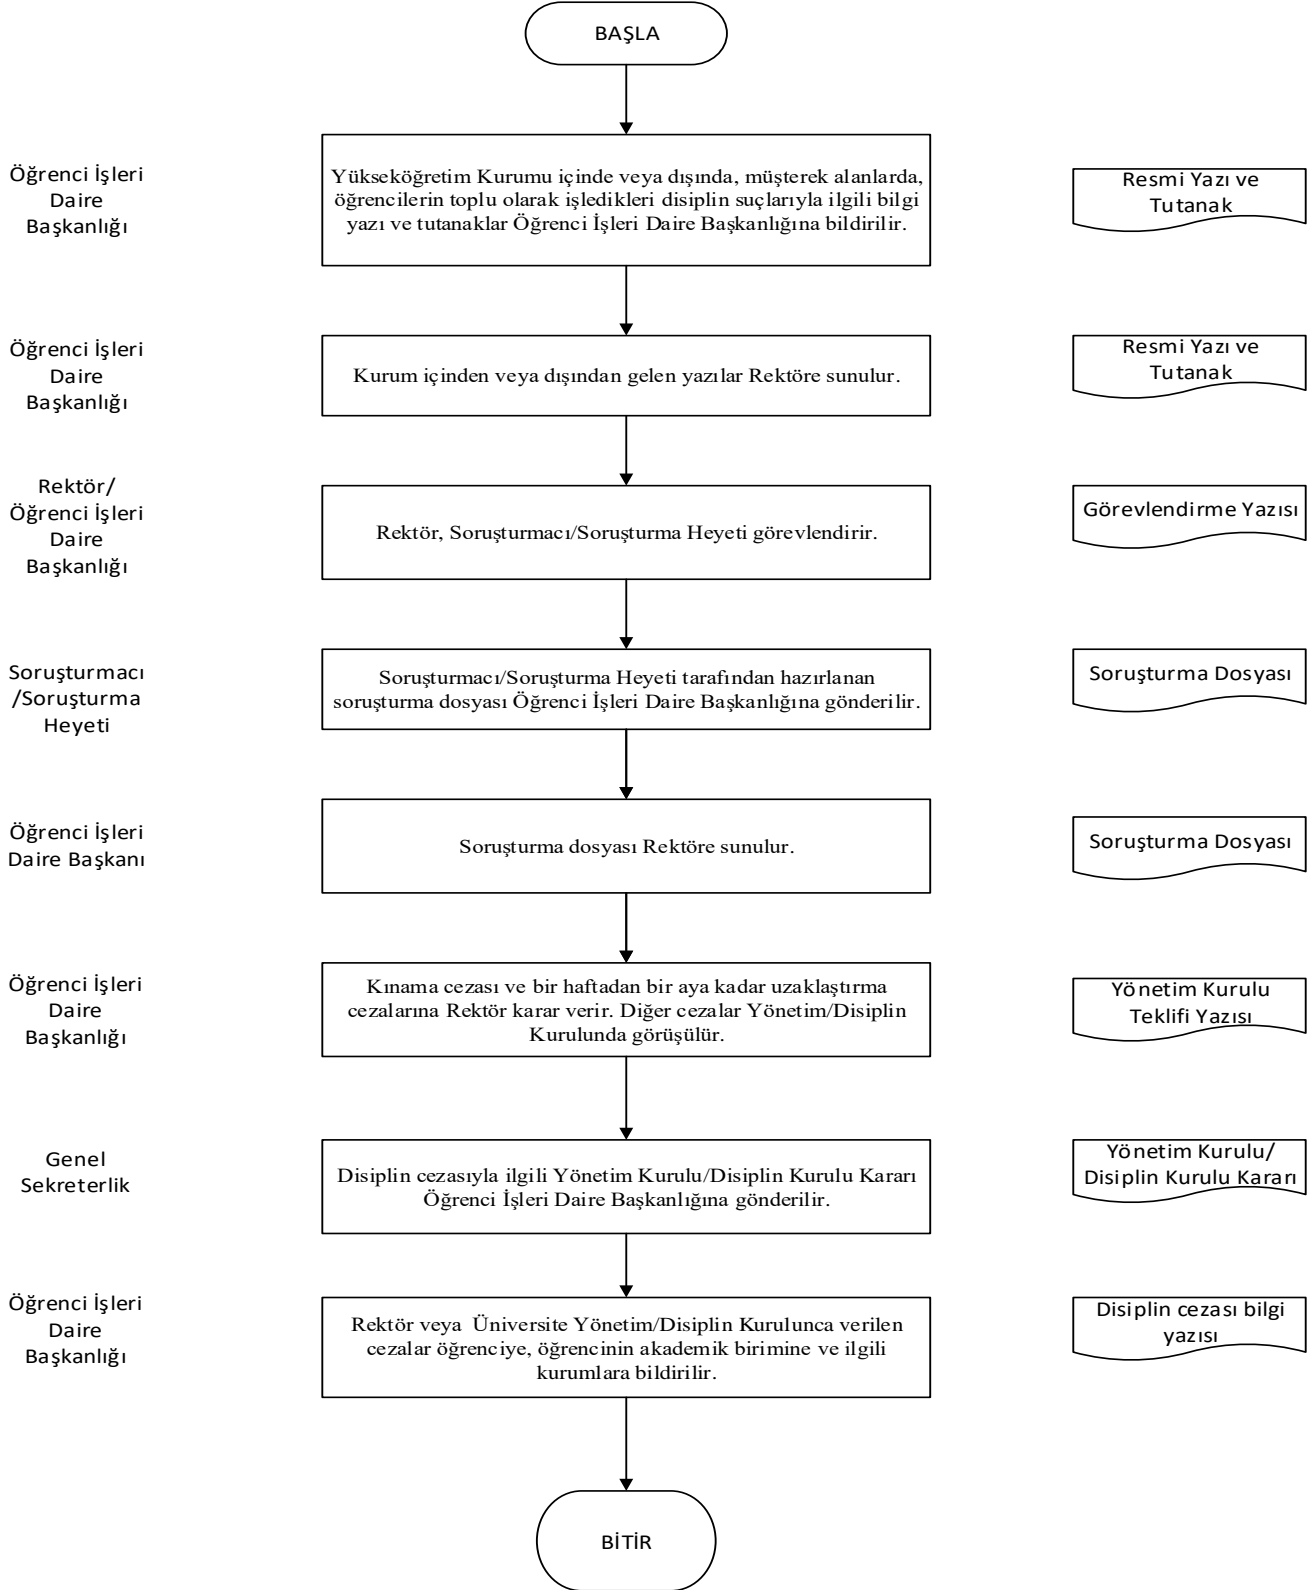 BAŞLA
Öğrenci İşleri
Daire
Başkanlığı
Yükseköğretim Kurumu içinde veya dışında, müşterek alanlarda,
öğrencilerin toplu olarak işledikleri disiplin suçlarıyla ilgili bilgi
yazı ve tutanaklar Öğrenci İşleri Daire Başkanlığına bildirilir.
Resmi Yazı ve
Tutanak
Öğrenci İşleri
Daire
Başkanlığı
Kurum içinden veya dışından gelen yazılar Rektöre sunulur.
Resmi Yazı ve
Tutanak
Rektör/
Öğrenci İşleri
Daire
Başkanlığı
Rektör, Soruşturmacı/Soruşturma Heyeti görevlendirir.
Görevlendirme Yazısı
Soruşturmacı
/Soruşturma
Heyeti
Soruşturmacı/Soruşturma Heyeti tarafından hazırlanan
soruşturma dosyası Öğrenci İşleri Daire Başkanlığına gönderilir.
Soruşturma Dosyası
Öğrenci İşleri
Daire Başkanı
Soruşturma dosyası Rektöre sunulur.
Soruşturma Dosyası
Öğrenci İşleri
Daire
Başkanlığı
Kınama cezası ve bir haftadan bir aya kadar uzaklaştırma
cezalarına Rektör karar verir. Diğer cezalar Yönetim/Disiplin
Kurulunda görüşülür.
Yönetim Kurulu
Teklifi Yazısı
Genel
Sekreterlik
Disiplin cezasıyla ilgili Yönetim Kurulu/Disiplin Kurulu Kararı
Öğrenci İşleri Daire Başkanlığına gönderilir.
Yönetim Kurulu/
Disiplin Kurulu Kararı
Öğrenci İşleri
Daire
Başkanlığı
Rektör veya Üniversite Yönetim/Disiplin Kurulunca verilen
cezalar öğrenciye, öğrencinin akademik birimine ve ilgili
kurumlara bildirilir.
Disiplin cezası bilgi
yazısı
BİTİR